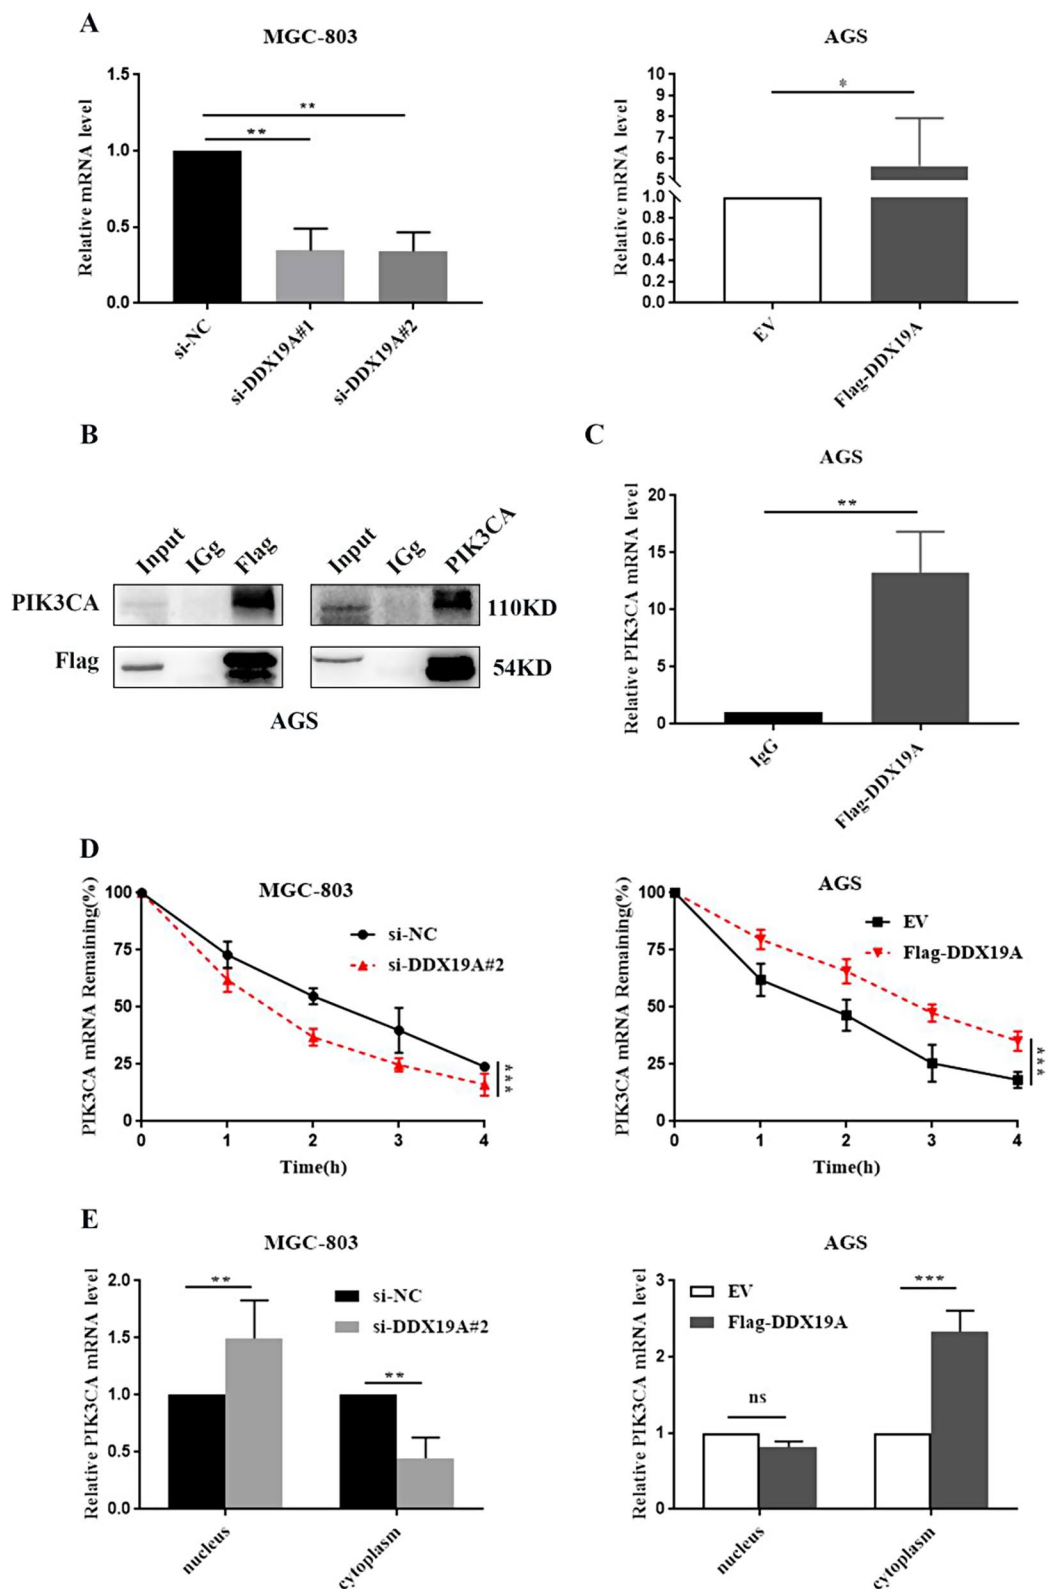 A
MGC-803
Relative mRNA level
1.5
1.0
0.5
0.0
**
**
si-NC
si-DDX19A#1
si-DDX19A#2
AGS
Relative mRNA level
10
9
8
7
6
5
1.0
0.8
0.6
0.4
0.2
0.0
*
EV
Flag-DDX19A
B
Input
IGg
Flag
Input
IGg
PIK3CA
PIK3CA
110KD
Flag
54KD
AGS
C
AGS
Relative PIK3CA mRNA level
20
15
10
5
0
**
IgG
Flag-DDX19A
D
MGC-803
PIK3CA mRNA Remaining(%)
100
75
50
25
0
si-NC
si-DDX19A#2
***
0 1 2 3 4
Time(h)
AGS
PIK3CA mRNA Remaining(%)
100
75
50
25
0
EV
Flag-DDX19A
***
0 1 2 3 4
Time(h)
E
MGC-803
Relative PIK3CA mRNA level
2.0
1.5
1.0
0.5
0.0
**
**
si-NC
si-DDX19A#2
nucleus
cytoplasm
AGS
Relative PIK3CA mRNA level
3
2
1
0
EV
Flag-DDX19A
ns
***
nucleus
cytoplasm